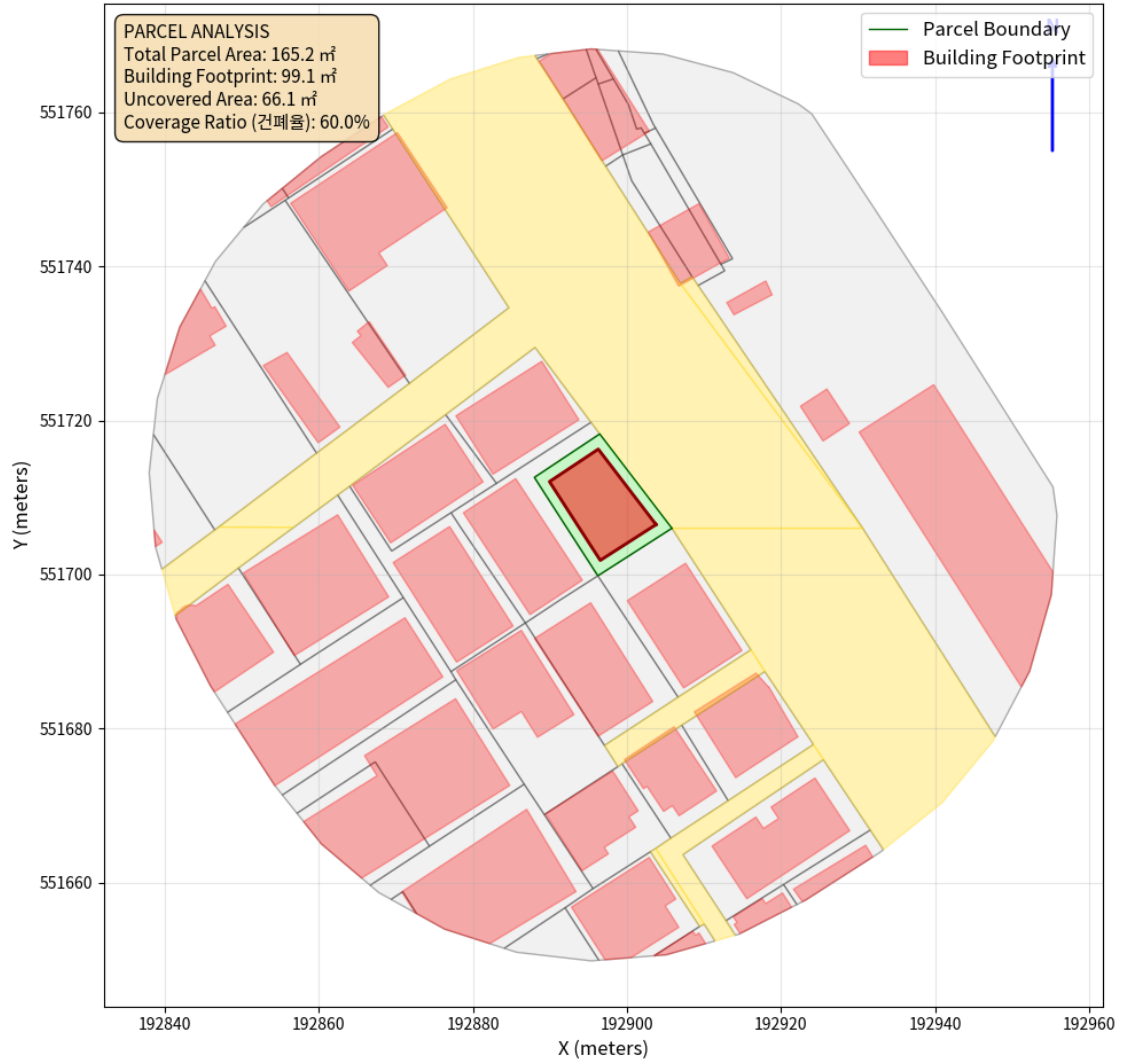 PARCEL ANALYSIS
Total Parcel Area: 165.2 ㎡
Building Footprint: 99.1 ㎡
Uncovered Area: 66.1 ㎡
Coverage Ratio (건폐율): 60.0%
N
Parcel Boundary
Building Footprint
551760
551740
551720
551700
551680
551660
Y (meters)
192840
192860
192880
192900
192920
192940
192960
X (meters)